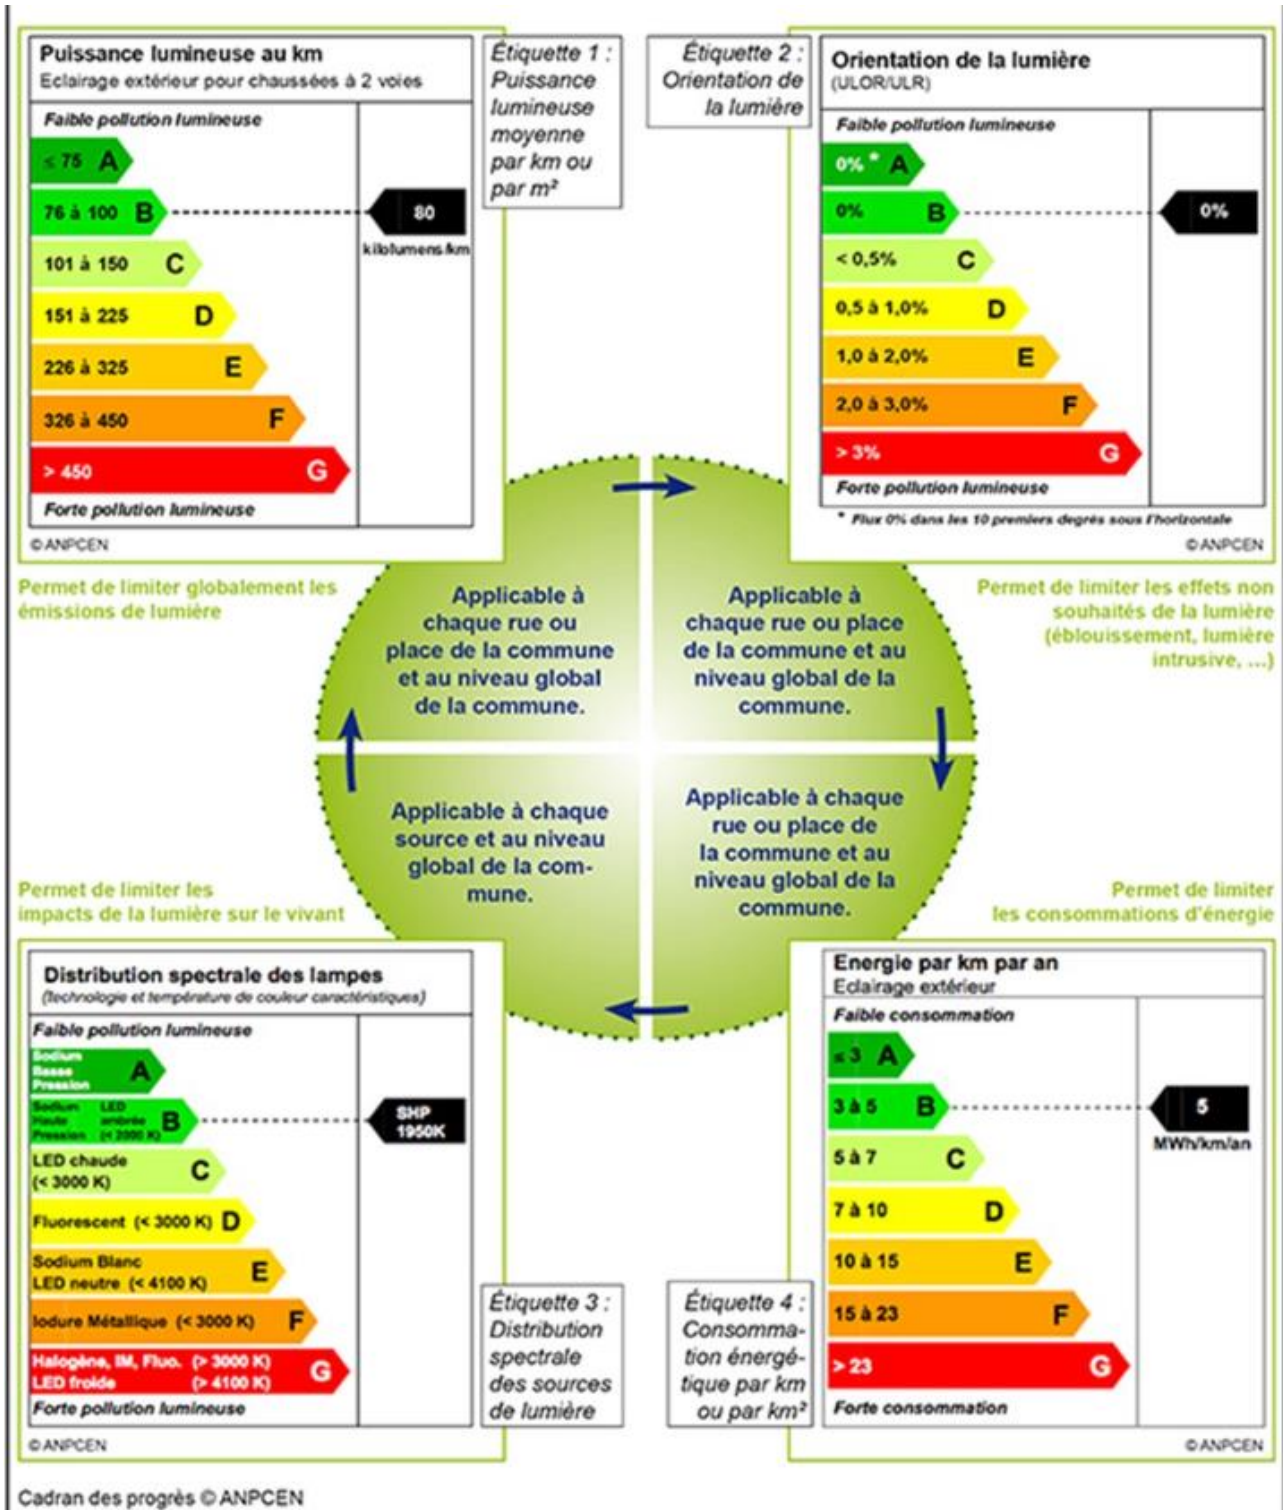 Puissance lumineuse au km
Eclairage extérieur pour chaussées à 2 voies
Faible pollution lumineuse
≤ 75 A
76 à 100 B
80
kilolumens/km
101 à 150 C
151 à 225 D
226 à 325 E
326 à 450 F
> 450 G
Forte pollution lumineuse
© ANPCEN
Étiquette 1 :
Puissance
lumineuse
moyenne
par km ou
par m²
Étiquette 2 :
Orientation de
la lumière
Orientation de la lumière
(ULOR/ULR)
Faible pollution lumineuse
0% * A
0% B
0%
< 0,5% C
0,5 à 1,0% D
1,0 à 2,0% E
2,0 à 3,0% F
> 3% G
Forte pollution lumineuse
* Flux 0% dans les 10 premiers degrés sous l'horizontale
© ANPCEN
Permet de limiter globalement les
émissions de lumière
Permet de limiter les effets non
souhaités de la lumière
(éblouissement, lumière
intrusive, ...)
Applicable à
chaque rue ou
place de la commune
et au niveau global
de la commune.
Applicable à
chaque rue ou place
de la commune et au
niveau global de la
commune.
Applicable à chaque
source et au niveau
global de la com-
mune.
Applicable à chaque
rue ou place de
la commune et au
niveau global de la
commune.
Permet de limiter les
impacts de la lumière sur le vivant
Permet de limiter
les consommations d'énergie
Distribution spectrale des lampes
(technologie et température de couleur caractéristiques)
Faible pollution lumineuse
Sodium
Basse
Pression A
Sodium LED
Haute ambrée B
Pression (< 2000 K)
SHP
1950K
LED chaude
(< 3000 K) C
Fluorescent (< 3000 K) D
Sodium Blanc
LED neutre (< 4100 K) E
Iodure Métallique (< 3000 K) F
Halogène, IM, Fluo. (> 3000 K)
LED froide (> 4100 K) G
Forte pollution lumineuse
© ANPCEN
Étiquette 3 :
Distribution
spectrale
des sources
de lumière
Étiquette 4 :
Consomma-
tion énergé-
tique par km
ou par km²
Energie par km par an
Eclairage extérieur
Faible consommation
≤ 3 A
3 à 5 B
5
MWh/km/an
5 à 7 C
7 à 10 D
10 à 15 E
15 à 23 F
> 23 G
Forte consommation
© ANPCEN
Cadran des progrès © ANPCEN